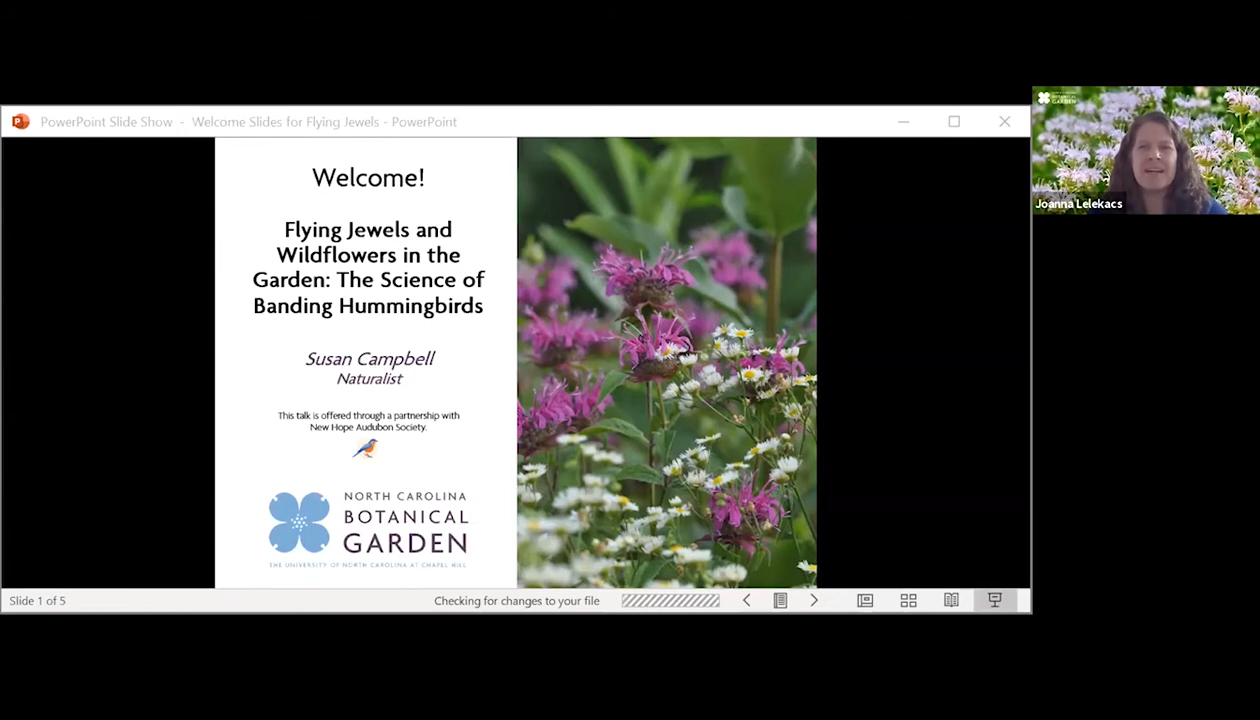 PowerPoint Slide Show - Welcome Slides for Flying Jewels - PowerPoint
Welcome!
Flying Jewels and
Wildflowers in the
Garden: The Science of
Banding Hummingbirds
Susan Campbell
Naturalist
This talk is offered through a partnership with
New Hope Audubon Society.
NORTH CAROLINA
BOTANICAL
GARDEN
THE UNIVERSITY OF NORTH CAROLINA AT CHAPEL HILL
Slide 1 of 5
Checking for changes to your file
GARDEN
Joanna Lelekacs